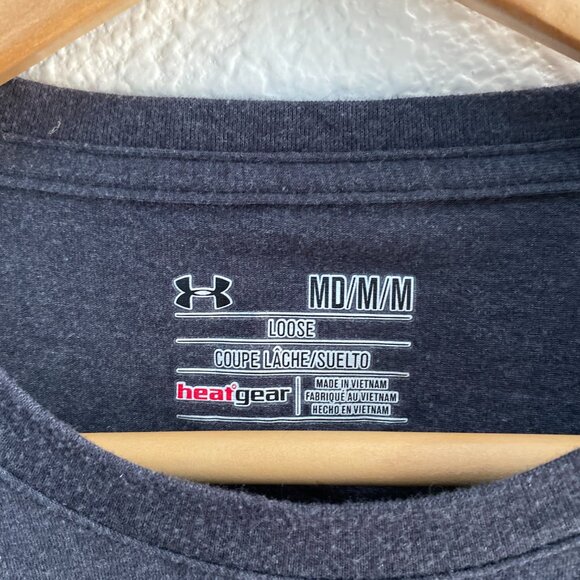 MD/M/M
LOOSE
COUPE LÂCHE/SUELTO
heatgear
MADE IN VIETNAM
FABRIQUÉ AU VIETNAM
HECHO EN VIETNAM